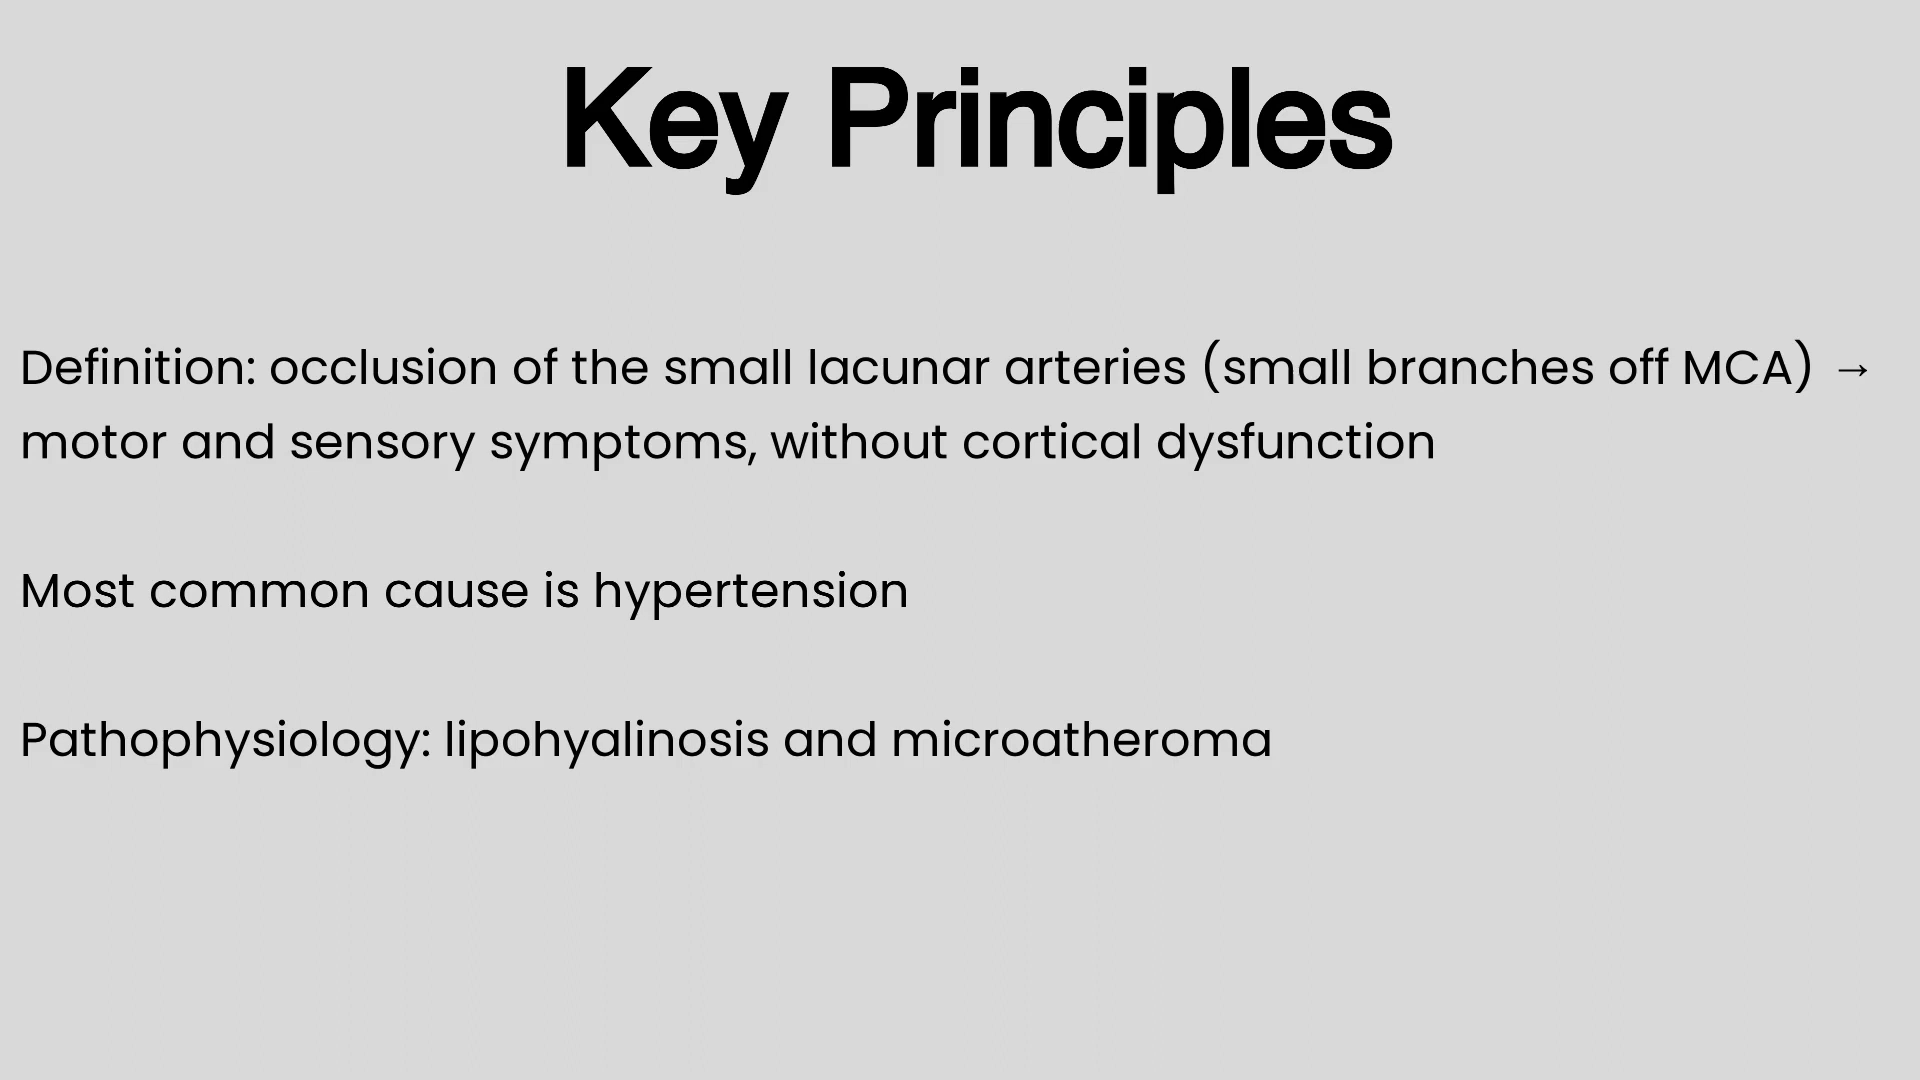 Key Principles
Definition: occlusion of the small lacunar arteries (small branches off MCA) →
motor and sensory symptoms, without cortical dysfunction
Most common cause is hypertension
Pathophysiology: lipohyalinosis and microatheroma